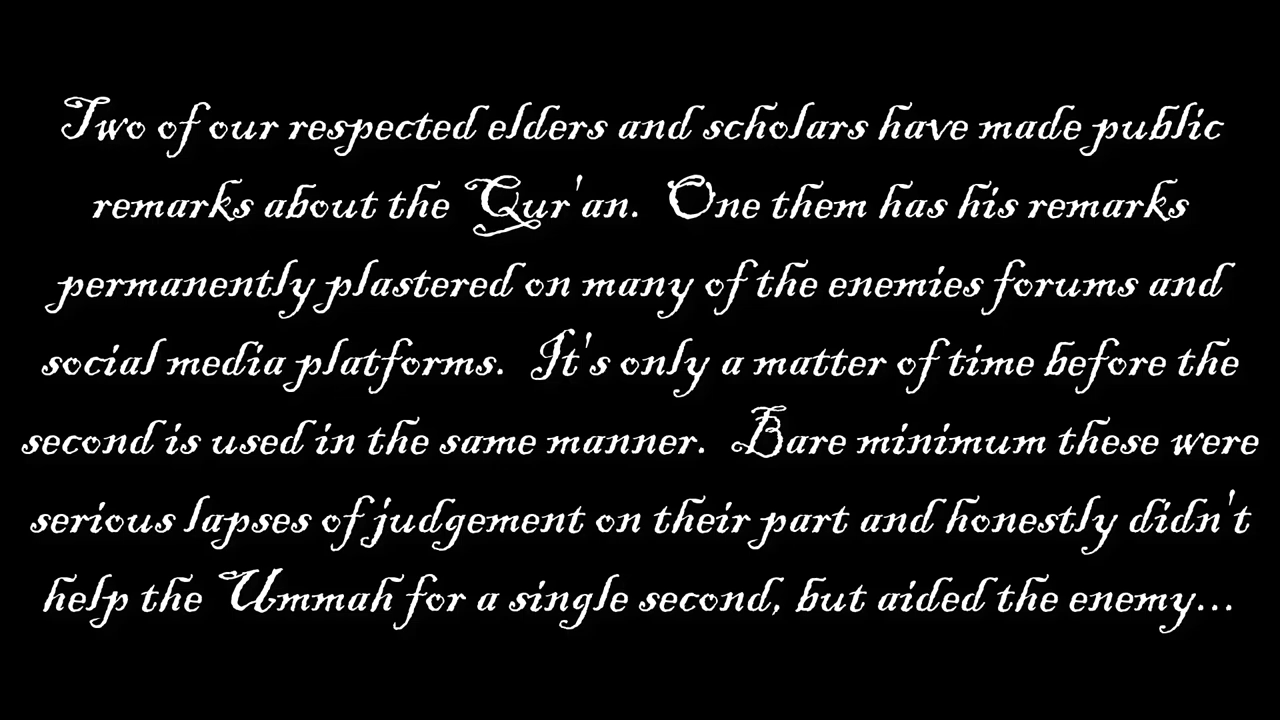 Two of our respected elders and scholars have made public
remarks about the Qur'an. One them has his remarks
permanently plastered on many of the enemies forums and
social media platforms. It's only a matter of time before the
second is used in the same manner. Bare minimum these were
serious lapses of judgement on their part and honestly didn't
help the Ummah for a single second, but aided the enemy...